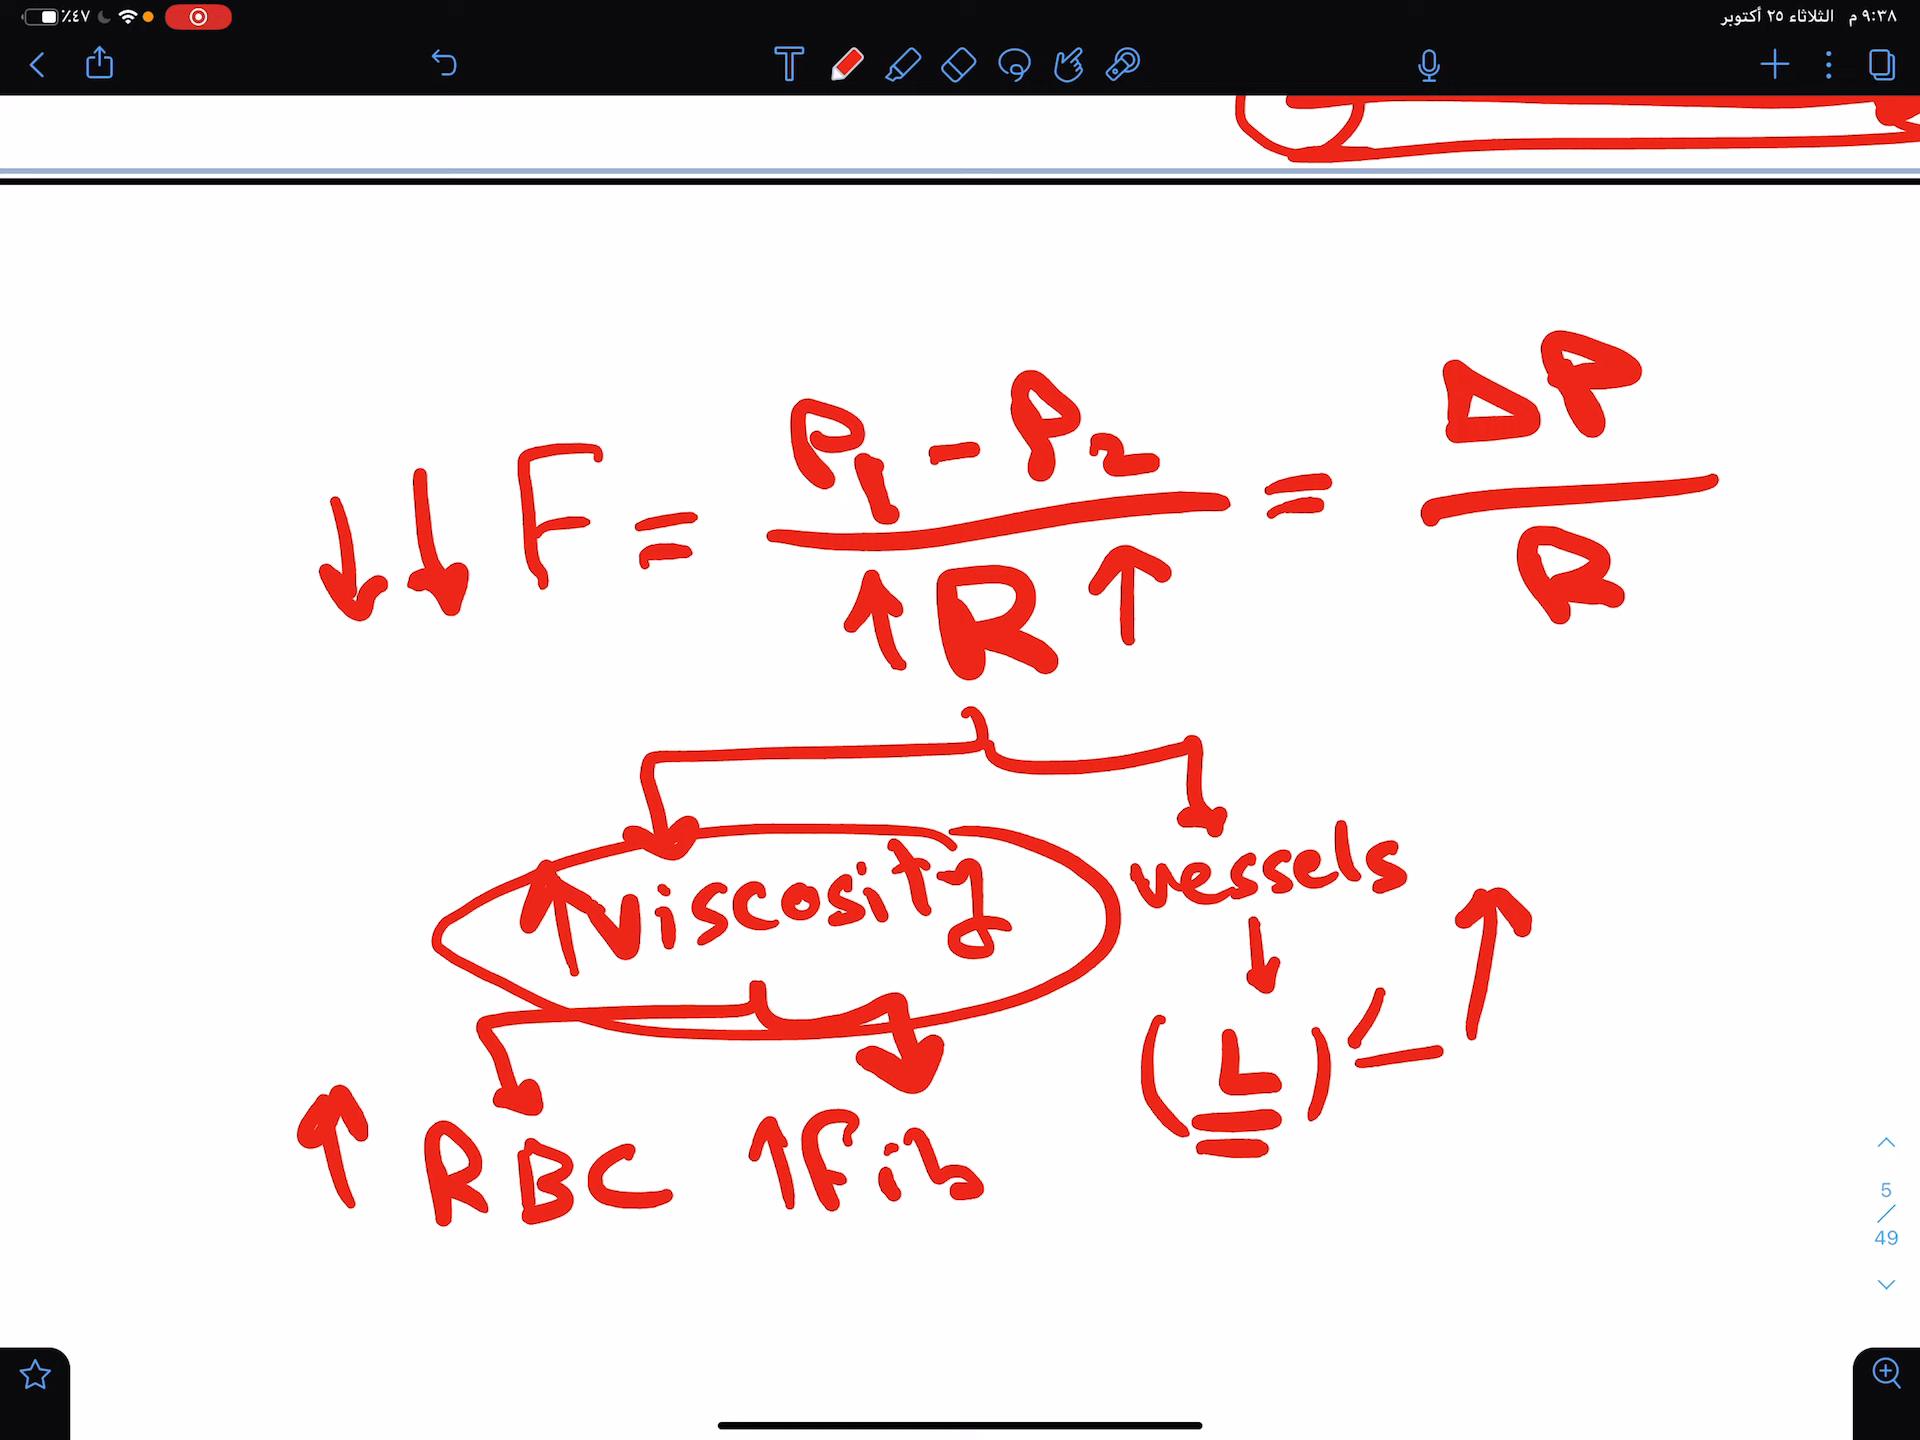 ٪٤٧
٩:٣٨ م الثلاثاء ٢٥ أكتوبر
↓↓ F = P1 - P2 / ↑ R ↑ = ΔP / R
↑ Viscosity
vessels
(L) ↑
↑ RBC ↑ Fib
5
/
49